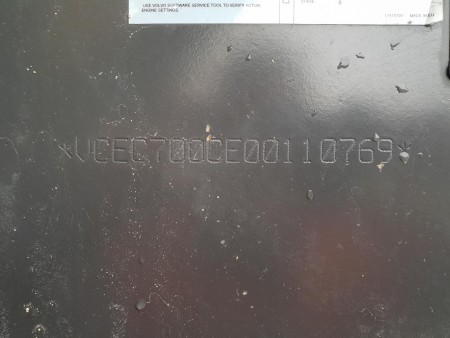 USE VOLVO SOFTWARE SERVICE TOOL TO VERIFY ACTUAL
ENGINE SETTINGS.
*VCEC700CE00110769*